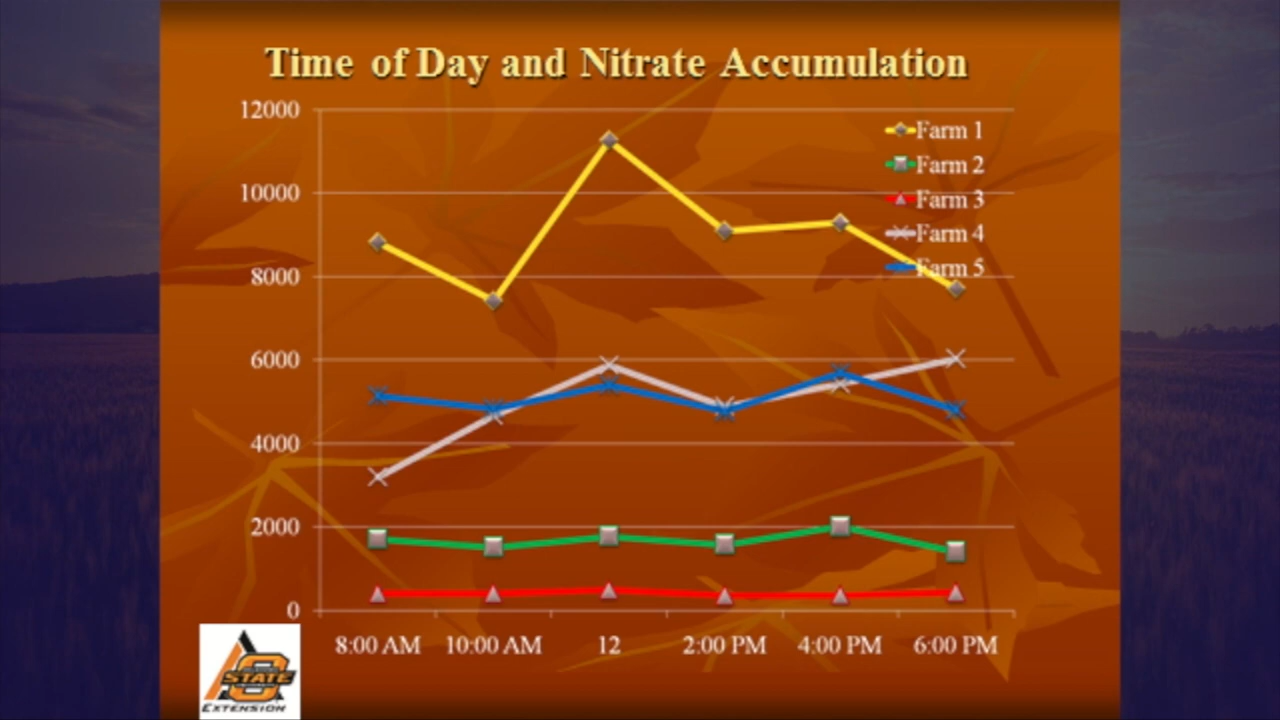 Time of Day and Nitrate Accumulation
12000
10000
8000
6000
4000
2000
0
Farm 1
Farm 2
Farm 3
Farm 4
Farm 5
8:00 AM 10:00 AM 12 2:00 PM 4:00 PM 6:00 PM
STATE
EXTENSION